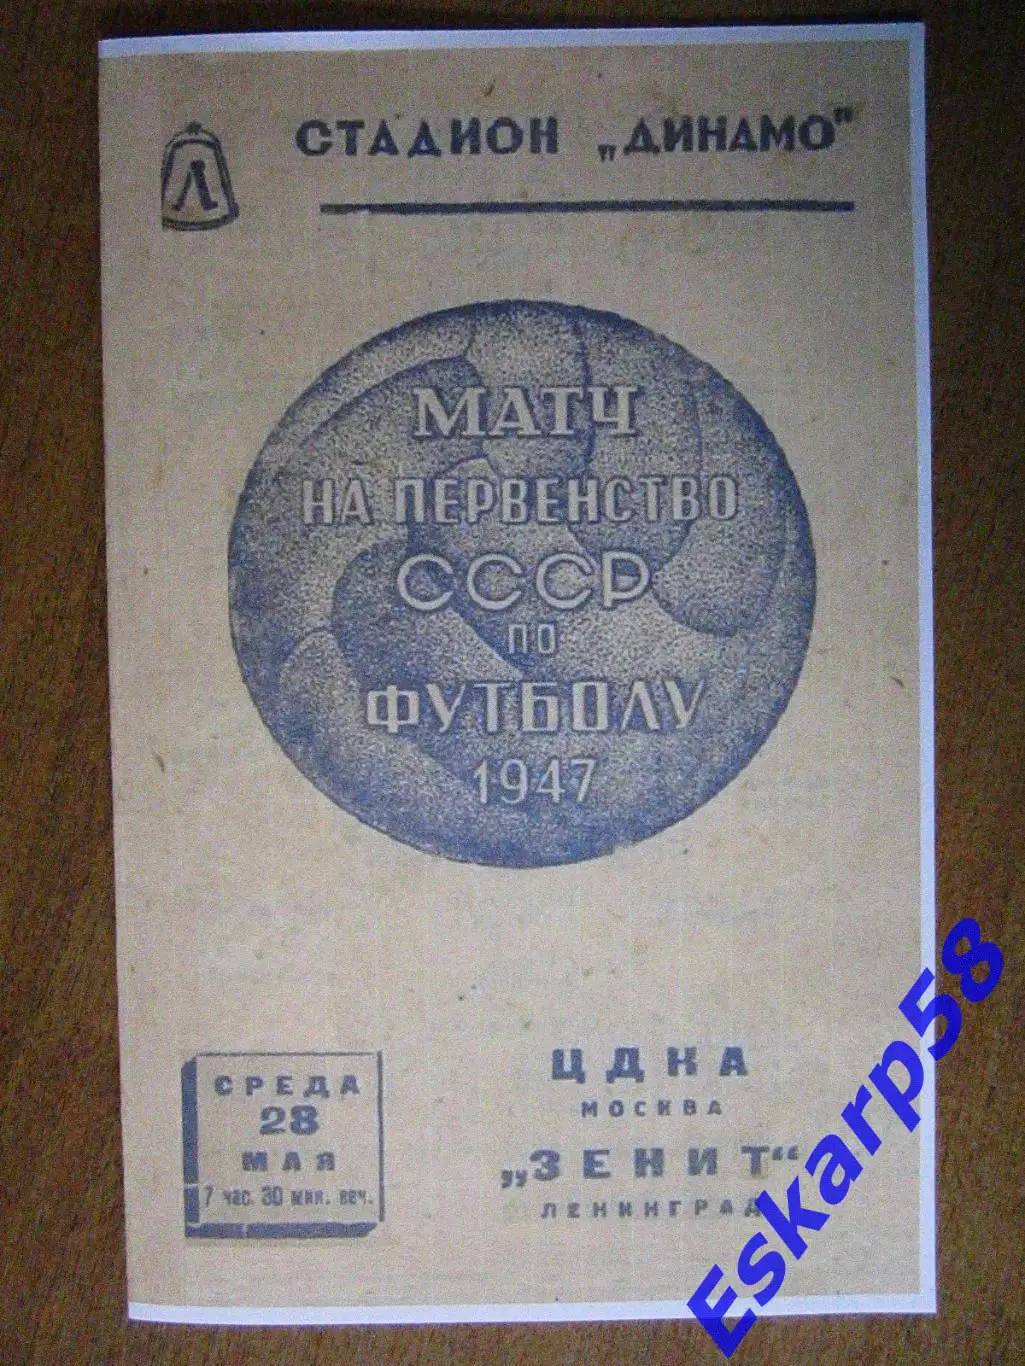 Л
СТАДИОН „ДИНАМО"
МАТЧ
НА ПЕРВЕНСТВО
СССР
ПО
ФУТБОЛУ
1947
СРЕДА
28
МАЯ
7 час. 30 мин. веч.
ЦДКА
МОСКВА
„ЗЕНИТ“
ЛЕНИНГРАД
Eskarp58